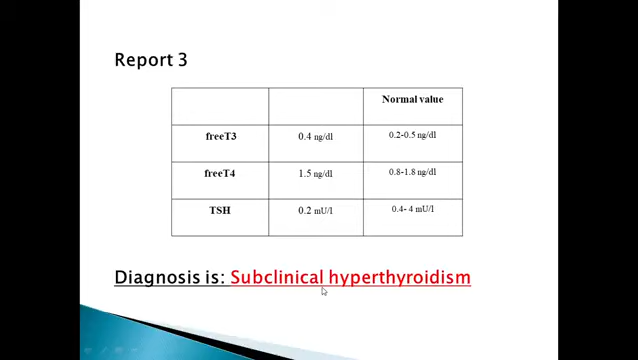 Report 3
Normal value
freeT3 0.4 ng/dl 0.2-0.5 ng/dl
freeT4 1.5 ng/dl 0.8-1.8 ng/dl
TSH 0.2 mU/l 0.4- 4 mU/l
Diagnosis is: Subclinical hyperthyroidism